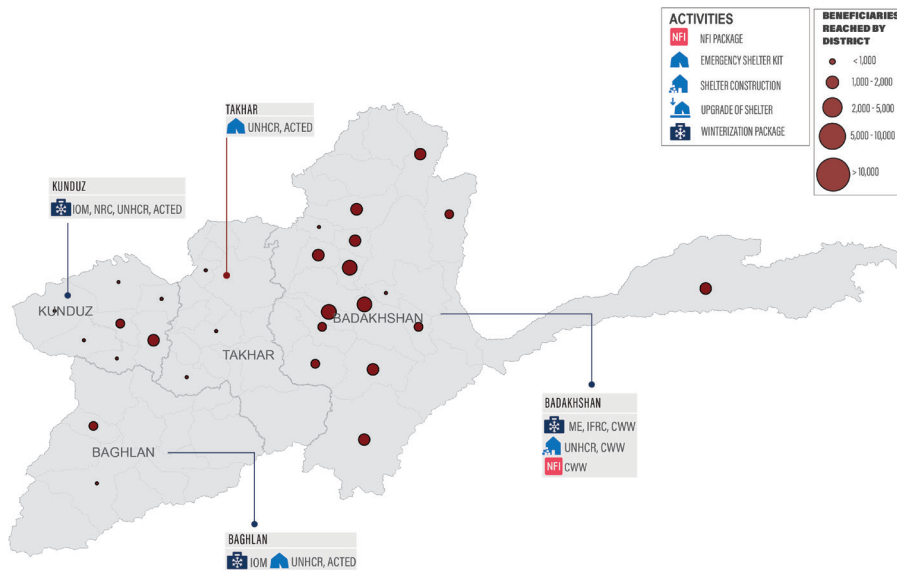 ACTIVITIES
NFI NFI PACKAGE
EMERGENCY SHELTER KIT
SHELTER CONSTRUCTION
UPGRADE OF SHELTER
WINTERIZATION PACKAGE
BENEFICIARIES
REACHED BY
DISTRICT
< 1,000
1,000 - 2,000
2,000 - 5,000
5,000 - 10,000
> 10,000
TAKHAR
UNHCR, ACTED
KUNDUZ
IOM, NRC, UNHCR, ACTED
KUNDUZ
BADAKHSHAN
TAKHAR
BAGHLAN
BADAKHSHAN
ME, IFRC, CWW
UNHCR, CWW
NFI CWW
BAGHLAN
IOM UNHCR, ACTED